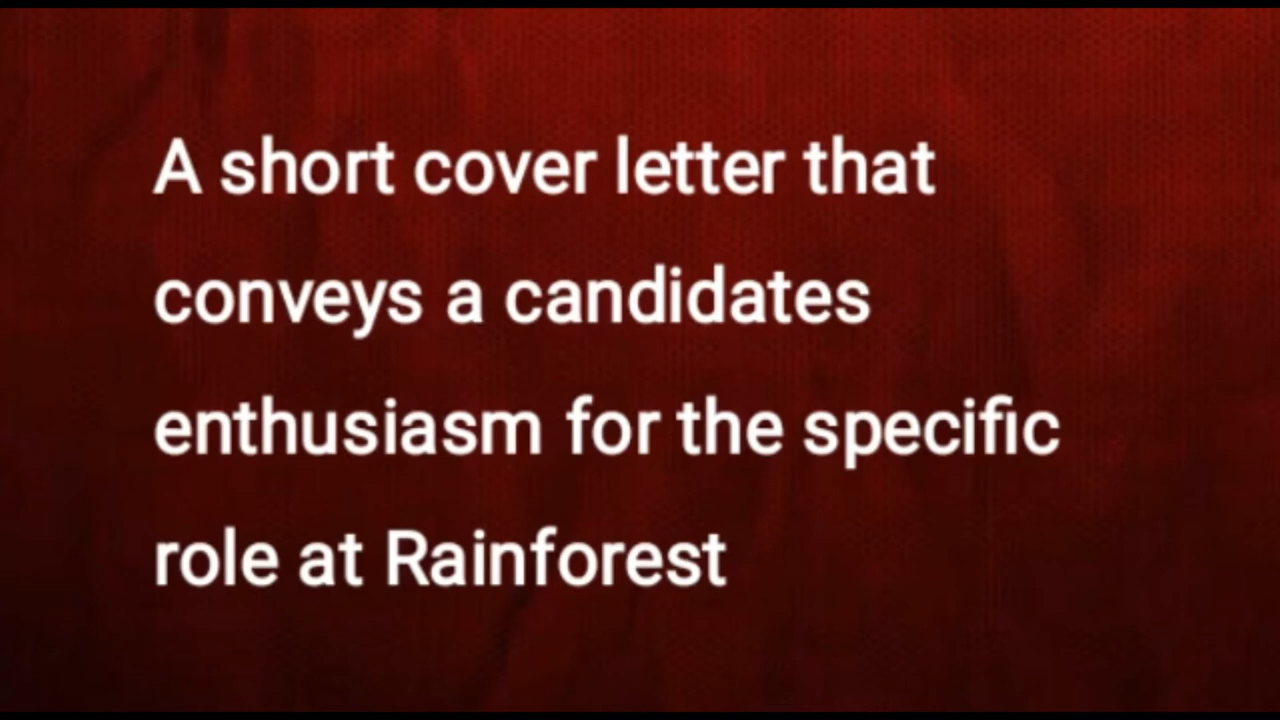 A short cover letter that
conveys a candidates
enthusiasm for the specific
role at Rainforest